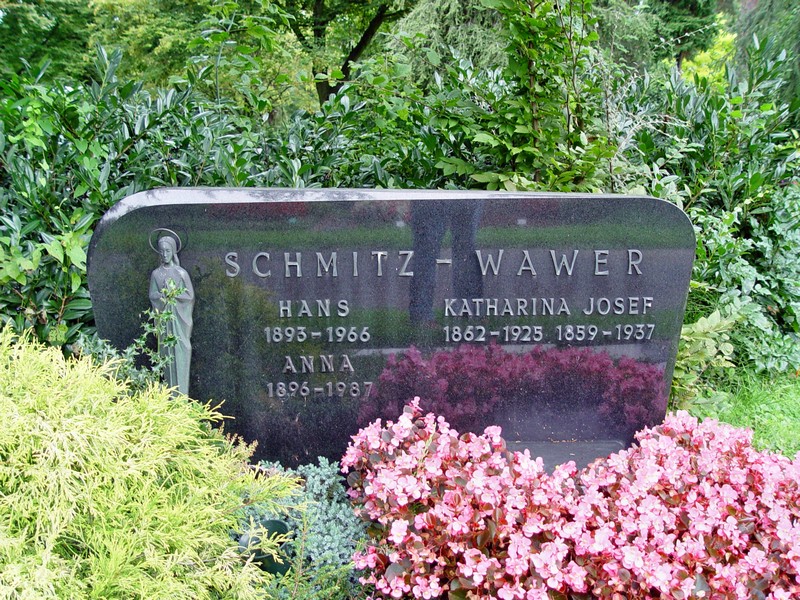 SCHMITZ - WAWER
HANS KATHARINA JOSEF
1893-1966 1862-1925 1859-1937
ANNA
1896-1987